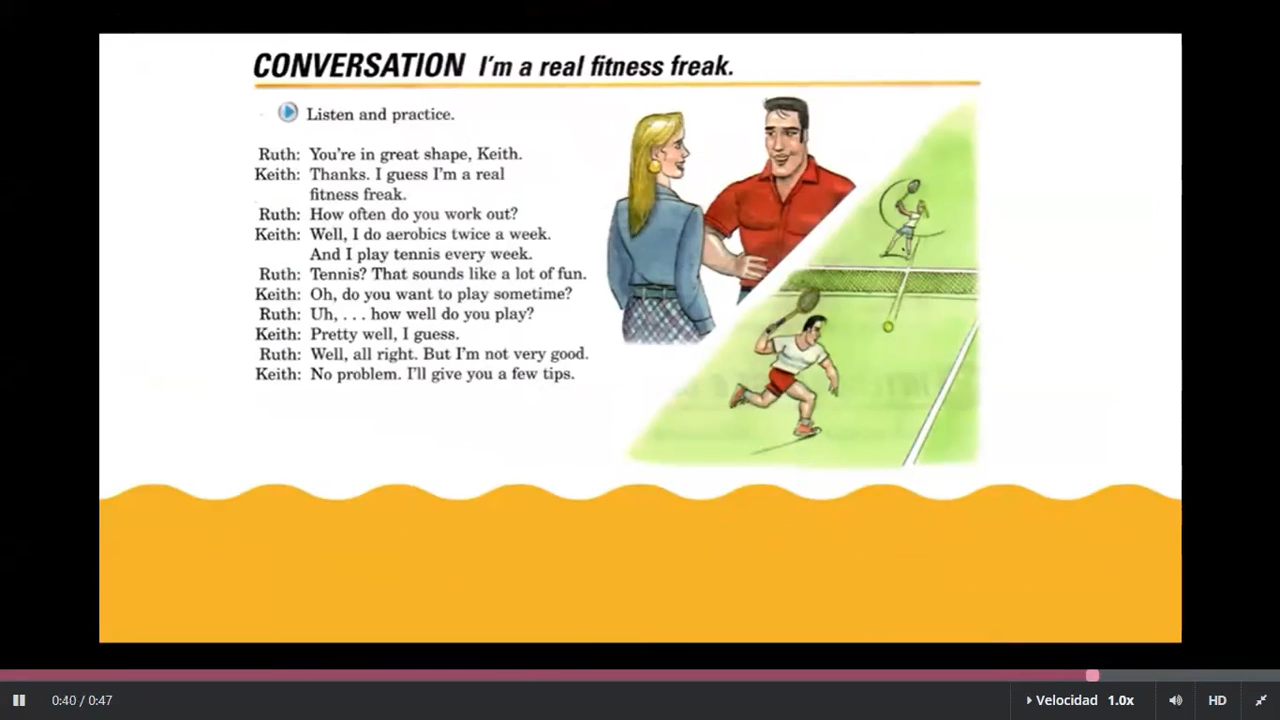 CONVERSATION I'm a real fitness freak.
Listen and practice.
Ruth: You're in great shape, Keith.
Keith: Thanks. I guess I'm a real
fitness freak.
Ruth: How often do you work out?
Keith: Well, I do aerobics twice a week.
And I play tennis every week.
Ruth: Tennis? That sounds like a lot of fun.
Keith: Oh, do you want to play sometime?
Ruth: Uh, . . . how well do you play?
Keith: Pretty well, I guess.
Ruth: Well, all right. But I'm not very good.
Keith: No problem. I'll give you a few tips.
0:40 / 0:47
Velocidad 1.0x
HD